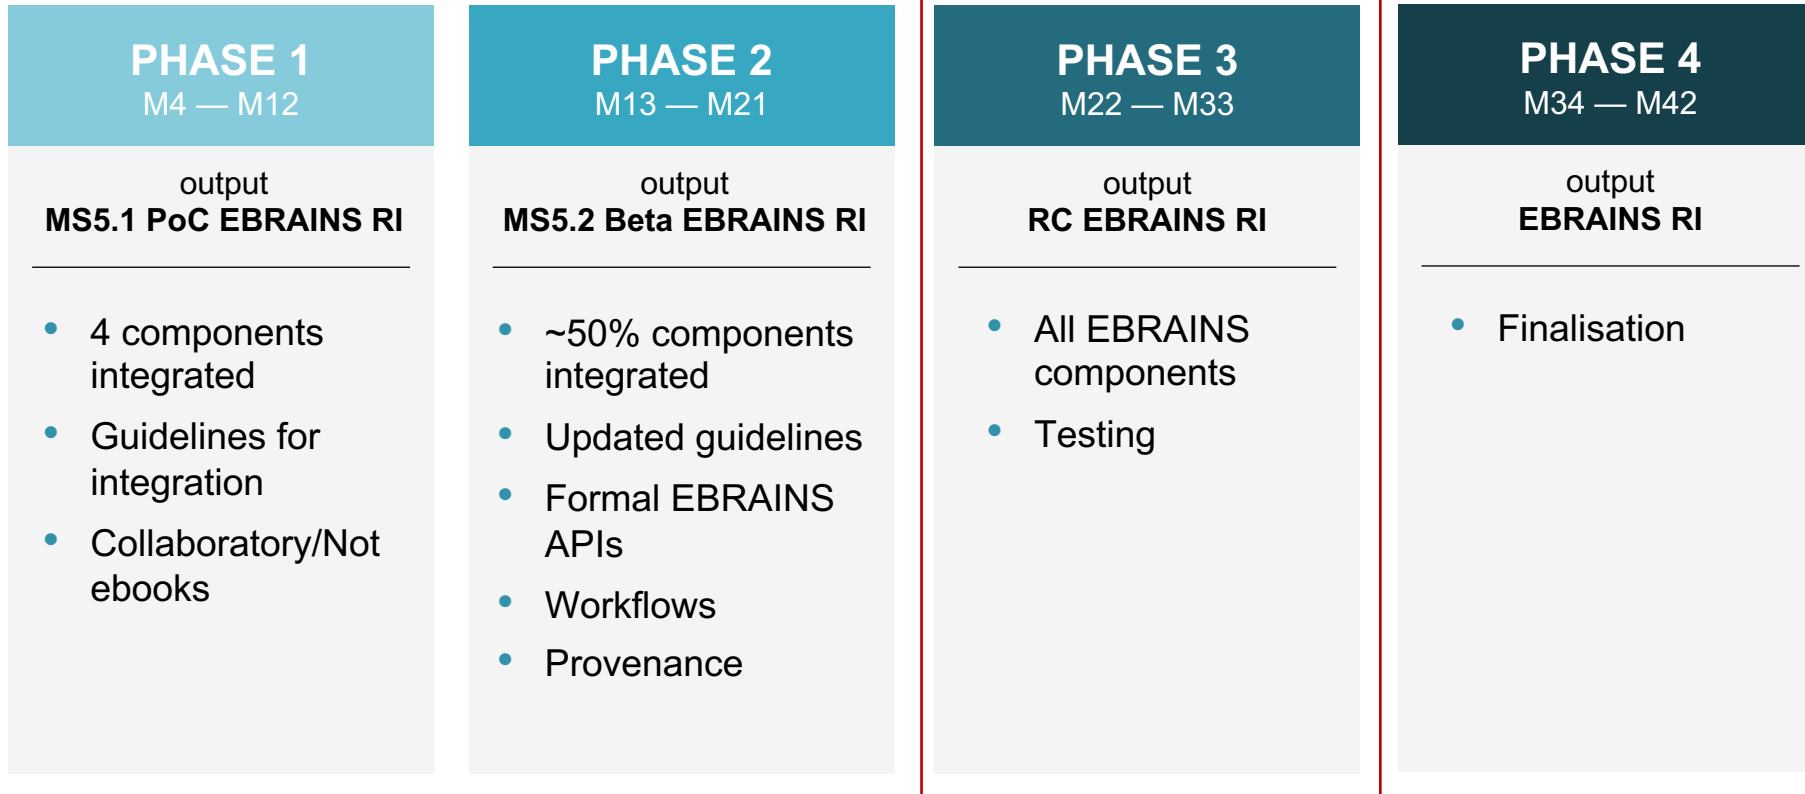 PHASE 1
M4 — M12
output
MS5.1 PoC EBRAINS RI
• 4 components
integrated
• Guidelines for
integration
• Collaboratory/Not
ebooks
PHASE 2
M13 — M21
output
MS5.2 Beta EBRAINS RI
• ~50% components
integrated
• Updated guidelines
• Formal EBRAINS
APIs
• Workflows
• Provenance
PHASE 3
M22 — M33
output
RC EBRAINS RI
• All EBRAINS
components
• Testing
PHASE 4
M34 — M42
output
EBRAINS RI
• Finalisation